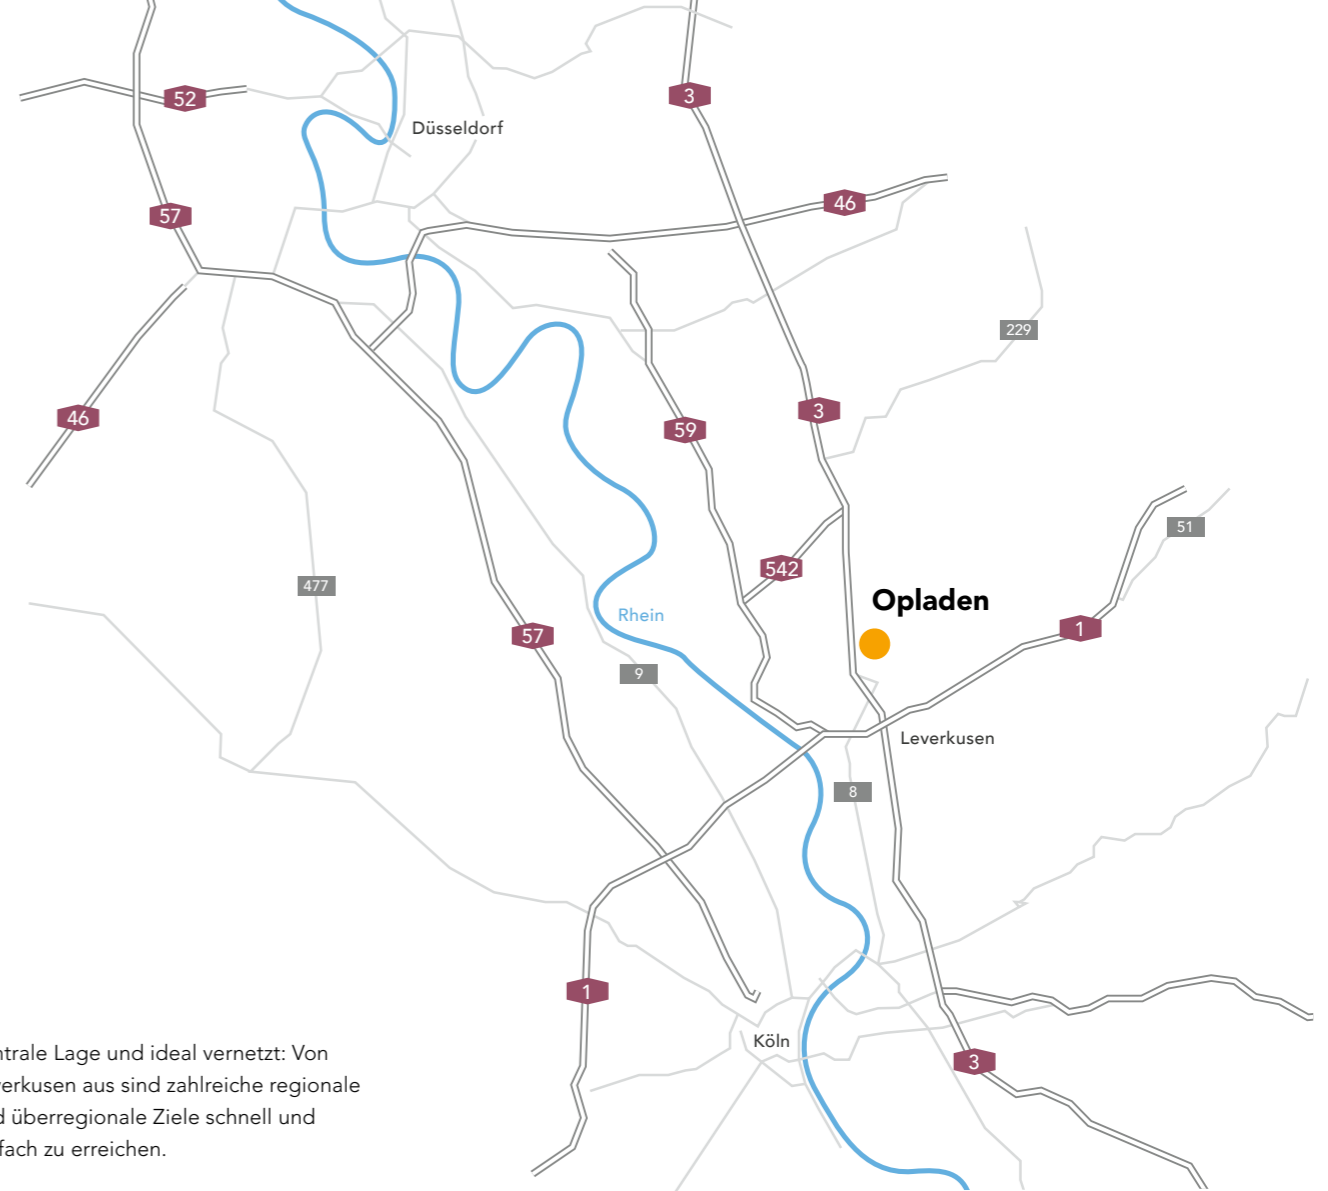 3
52
Düsseldorf
46
57
229
3
46
59
51
542
477
Opladen
Rhein
1
57
9
Leverkusen
8
1
Köln
3
ntrale Lage und ideal vernetzt: Von
verkusen aus sind zahlreiche regionale
d überregionale Ziele schnell und
fach zu erreichen.